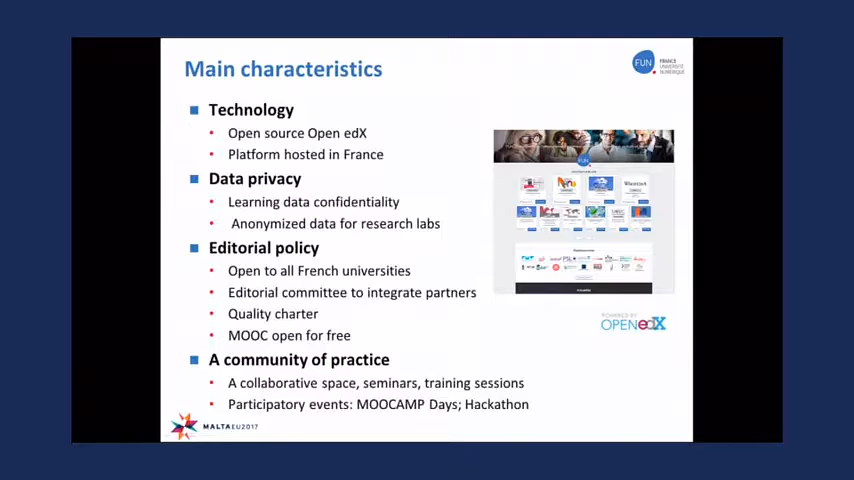 Main characteristics
FUN
FRANCE
UNIVERSITÉ
NUMÉRIQUE
Technology
Open source Open edX
Platform hosted in France
Data privacy
Learning data confidentiality
Anonymized data for research labs
Editorial policy
Open to all French universities
Editorial committee to integrate partners
Quality charter
MOOC open for free
A community of practice
A collaborative space, seminars, training sessions
Participatory events: MOOCAMP Days; Hackathon
FUN
POWERED BY
OPENedX
MALTAEU2017